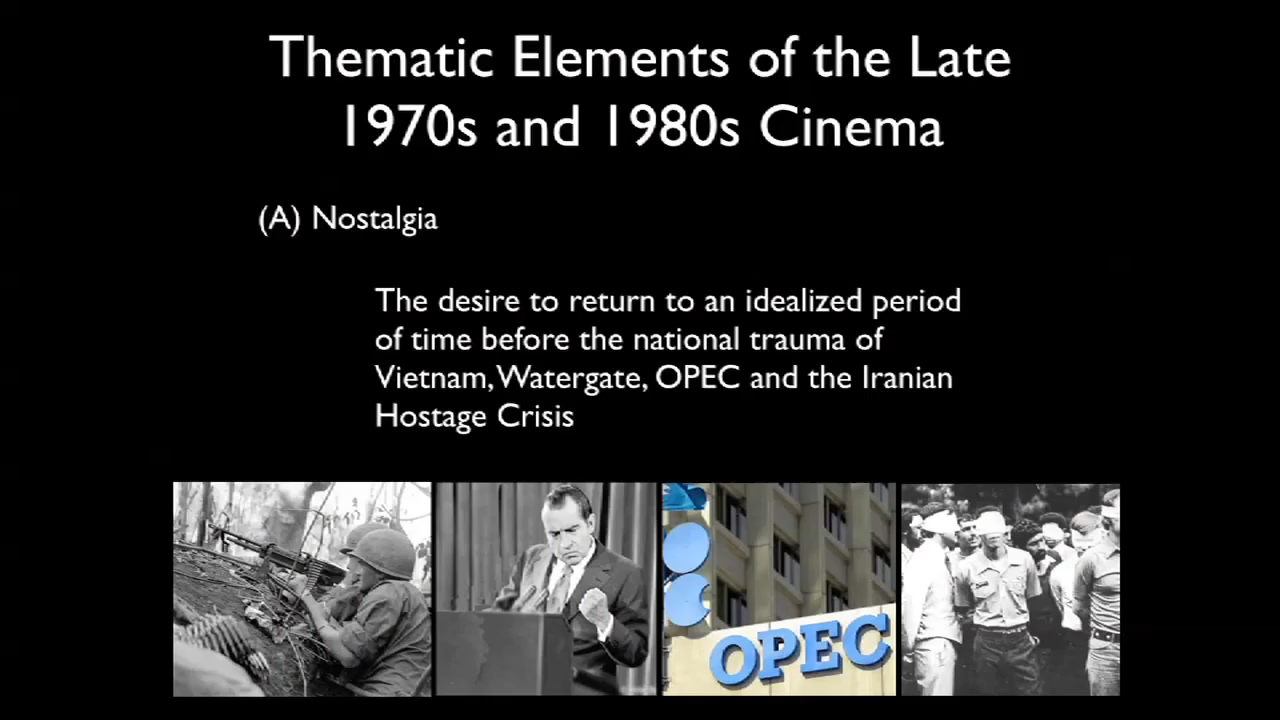 Thematic Elements of the Late
1970s and 1980s Cinema
(A) Nostalgia
The desire to return to an idealized period
of time before the national trauma of
Vietnam, Watergate, OPEC and the Iranian
Hostage Crisis
OPEC